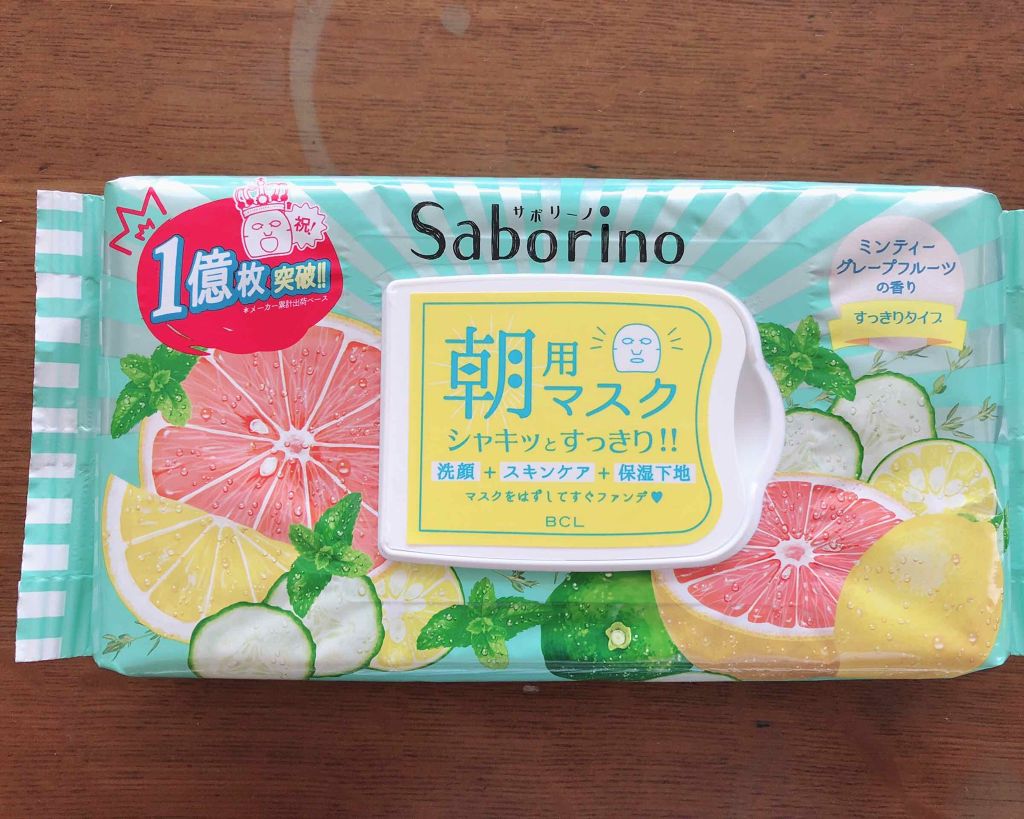 サボリーノ
Saborino
祝!
1億枚突破!!
*メーカー累計出荷ベース
ミンティー
グレープフルーツ
の香り
すっきりタイプ
朝用
マスク
シャキッとすっきり!!
洗顔+スキンケア+保湿下地
マスクをはずしてすぐファンデ♥
BCL